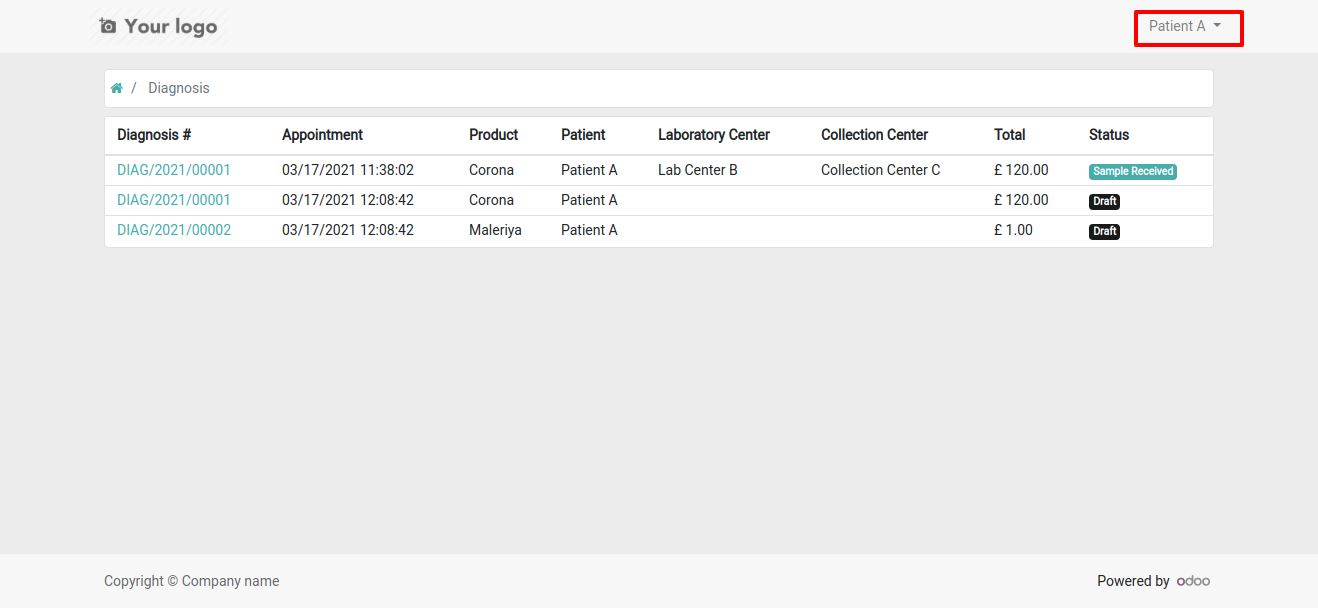 Your logo
Patient A
/ Diagnosis
Diagnosis # Appointment Product Patient Laboratory Center Collection Center Total Status
DIAG/2021/00001 03/17/2021 11:38:02 Corona Patient A Lab Center B Collection Center C £ 120.00 Sample Received
DIAG/2021/00001 03/17/2021 12:08:42 Corona Patient A £ 120.00 Draft
DIAG/2021/00002 03/17/2021 12:08:42 Maleriya Patient A £ 1.00 Draft
Copyright © Company name
Powered by odoo